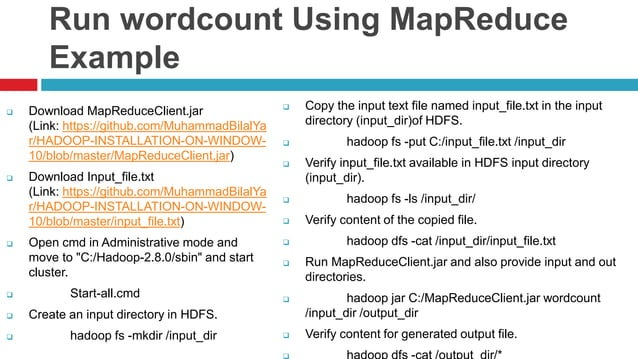 Run wordcount Using MapReduce
Example
Download MapReduceClient.jar
(Link: https://github.com/MuhammadBilalYa
r/HADOOP-INSTALLATION-ON-WINDOW-
10/blob/master/MapReduceClient.jar)
Download Input_file.txt
(Link: https://github.com/MuhammadBilalYa
r/HADOOP-INSTALLATION-ON-WINDOW-
10/blob/master/input_file.txt)
Open cmd in Administrative mode and
move to "C:/Hadoop-2.8.0/sbin" and start
cluster.
Start-all.cmd
Create an input directory in HDFS.
hadoop fs -mkdir /input_dir
Copy the input text file named input_file.txt in the input
directory (input_dir)of HDFS.
hadoop fs -put C:/input_file.txt /input_dir
Verify input_file.txt available in HDFS input directory
(input_dir).
hadoop fs -ls /input_dir/
Verify content of the copied file.
hadoop dfs -cat /input_dir/input_file.txt
Run MapReduceClient.jar and also provide input and out
directories.
hadoop jar C:/MapReduceClient.jar wordcount
/input_dir /output_dir
Verify content for generated output file.
hadoop dfs -cat /output_dir/*